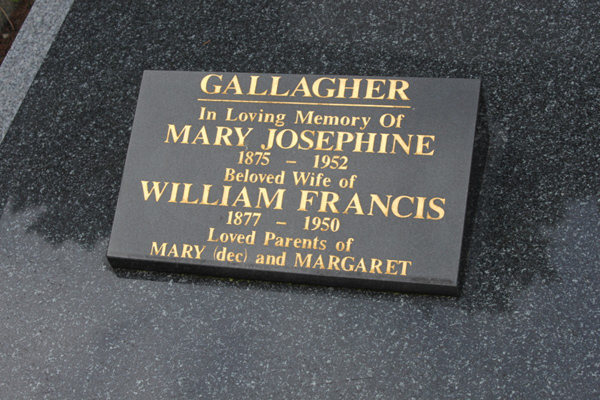 GALLAGHER
In Loving Memory Of
MARY JOSEPHINE
1875 - 1952
Beloved Wife of
WILLIAM FRANCIS
1877 - 1950
Loved Parents of
MARY (dec) and MARGARET